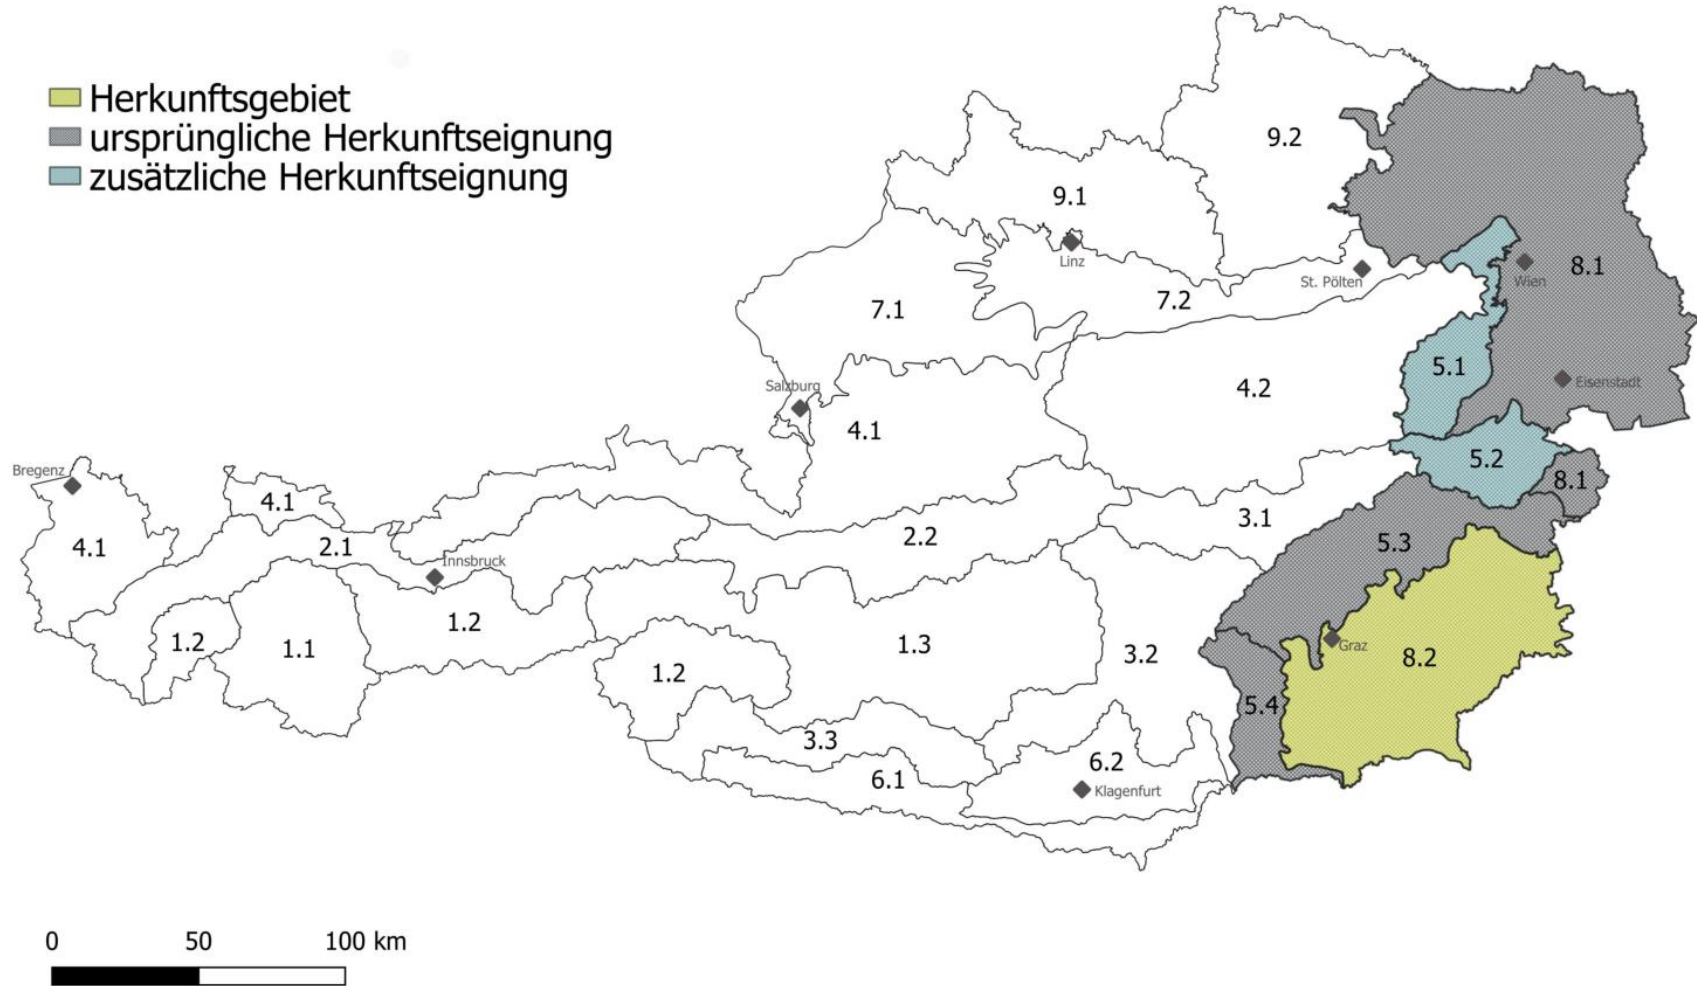 Herkunftsgebiet
ursprüngliche Herkunftseignung
zusätzliche Herkunftseignung
9.2
9.1
Linz
St. Pölten
Wien
8.1
7.1
7.2
5.1
Salzburg
4.2
Eisenstadt
4.1
5.2
Bregenz
8.1
4.1
3.1
4.1
2.1
2.2
5.3
Innsbruck
1.2
1.2
1.1
1.3
Graz
3.2
8.2
1.2
5.4
3.3
6.2
6.1
Klagenfurt
0 50 100 km